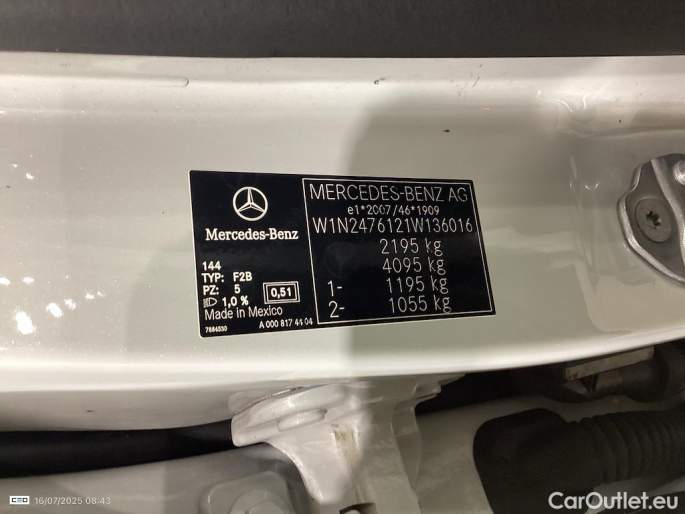 Mercedes-Benz
144
TYP: F2B
PZ: 5
1,0 %
0,51
Made in Mexico
7884530
A 000 817 44 04
MERCEDES-BENZ AG
e1*2007/46*1909
W1N2476121W136016
2195 kg
4095 kg
1- 1195 kg
2- 1055 kg
CED 16/07/2025 08:43
CarOutlet.eu